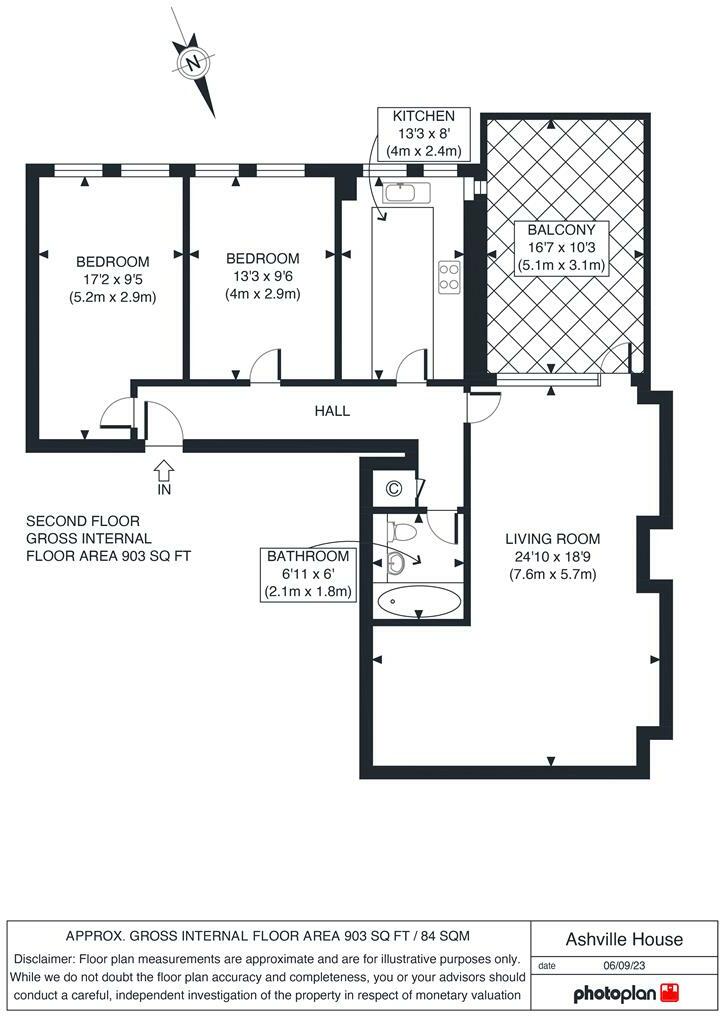 N
KITCHEN
13'3 x 8'
(4m x 2.4m)
BALCONY
16'7 x 10'3
(5.1m x 3.1m)
BEDROOM
17'2 x 9'5
(5.2m x 2.9m)
BEDROOM
13'3 x 9'6
(4m x 2.9m)
HALL
IN
C
SECOND FLOOR
GROSS INTERNAL
FLOOR AREA 903 SQ FT
BATHROOM
6'11 x 6'
(2.1m x 1.8m)
LIVING ROOM
24'10 x 18'9
(7.6m x 5.7m)
APPROX. GROSS INTERNAL FLOOR AREA 903 SQ FT / 84 SQM
Disclaimer: Floor plan measurements are approximate and are for illustrative purposes only.
While we do not doubt the floor plan accuracy and completeness, you or your advisors should
conduct a careful, independent investigation of the property in respect of monetary valuation
Ashville House
date 06/09/23
photoplan